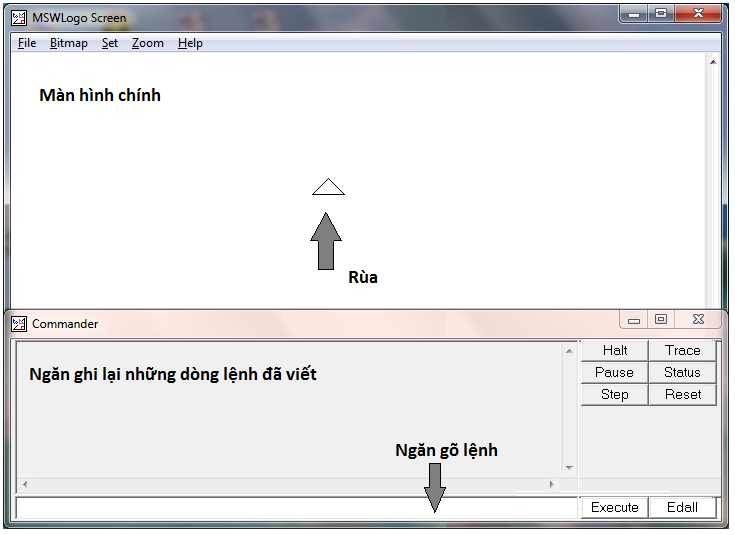 MSWLogo Screen
File Bitmap Set Zoom Help
Màn hình chính
Rùa
Commander
Ngăn ghi lại những dòng lệnh đã viết
Ngăn gõ lệnh
Halt Trace
Pause Status
Step Reset
Execute Edall